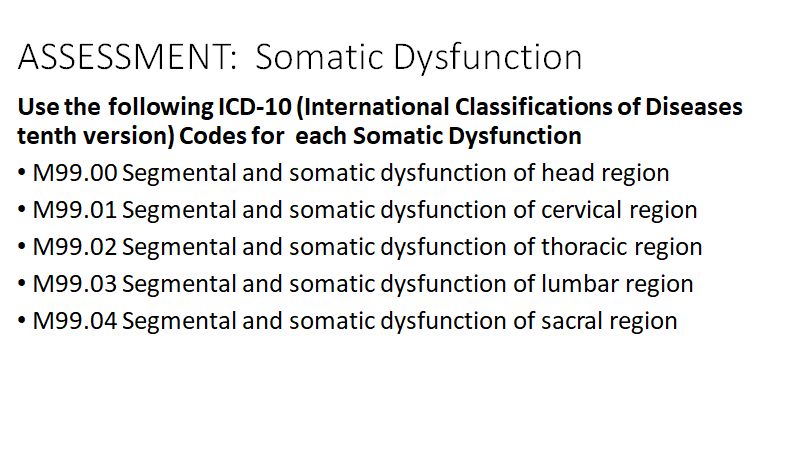 ASSESSMENT:  Somatic Dysfunction
Use the following ICD-10 (International Classifications of Diseases
tenth version) Codes for  each Somatic Dysfunction
• M99.00 Segmental and somatic dysfunction of head region
• M99.01 Segmental and somatic dysfunction of cervical region
• M99.02 Segmental and somatic dysfunction of thoracic region
• M99.03 Segmental and somatic dysfunction of lumbar region
• M99.04 Segmental and somatic dysfunction of sacral region